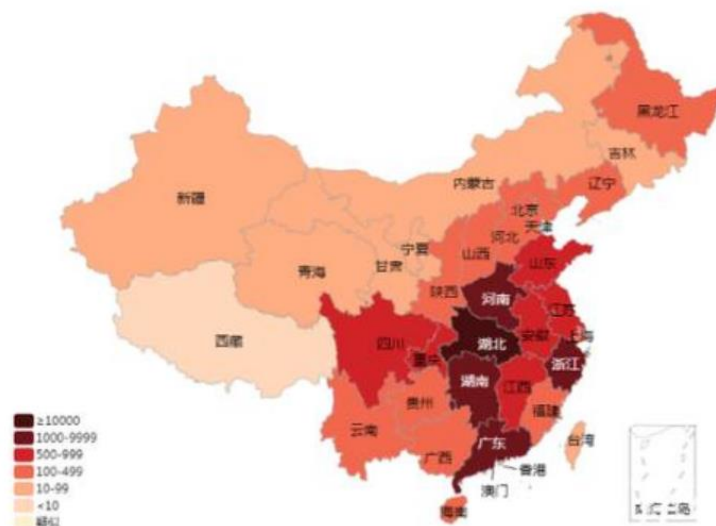 黑龙江
吉林
辽宁
内蒙古
新疆
北京
天津
河北
山西
宁夏
山东
青海
甘肃
陕西
河南
江苏
西藏
四川
重庆
湖北
安徽
上海
浙江
湖南
江西
贵州
福建
云南
台湾
广西
广东
香港
澳门
海南
≥10000
1000-9999
500-999
100-499
10-99
<10
疑似